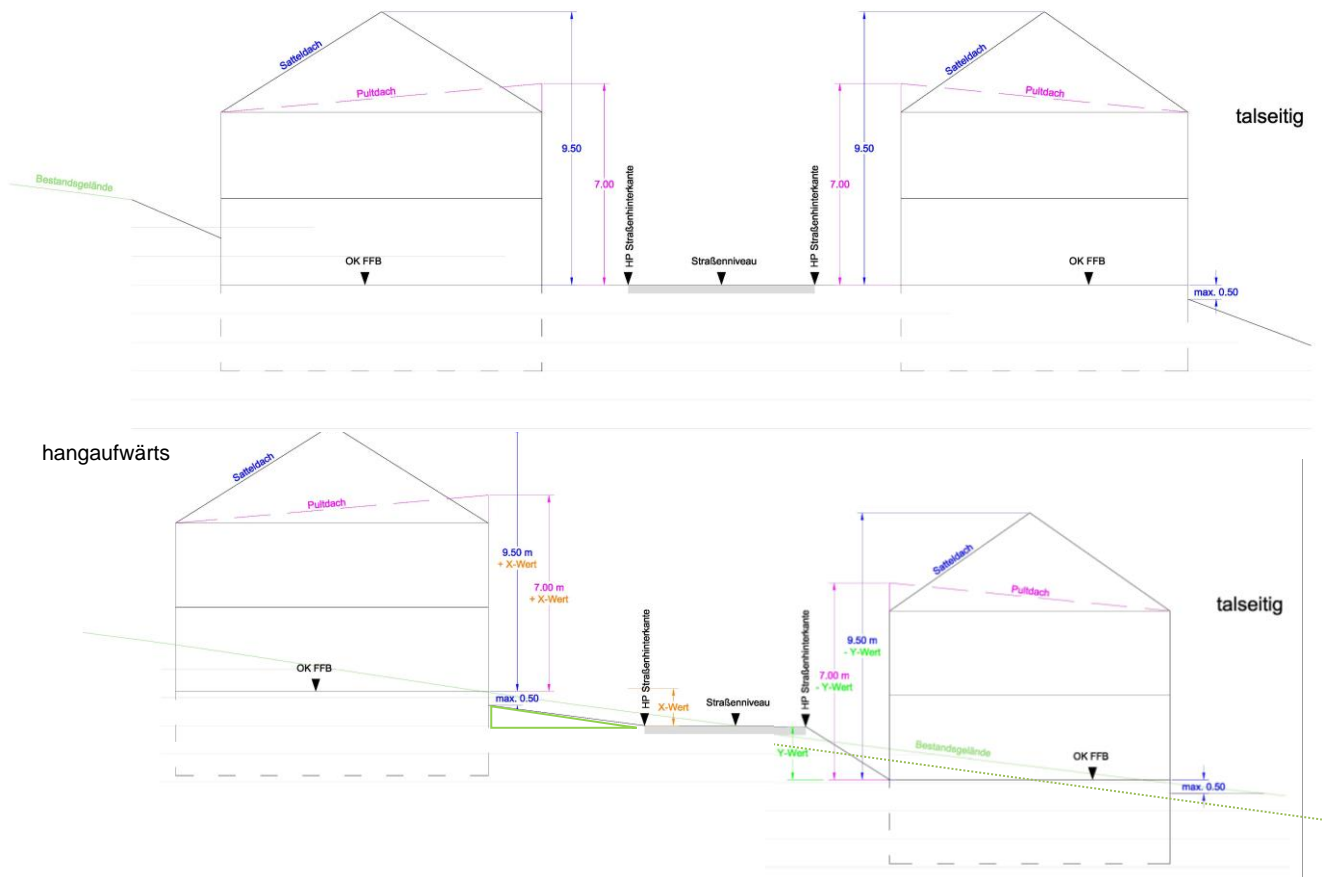 Satteldach
Pultdach
Bestandsgelände
OK FFB
9.50
7.00
HP Straßenhinterkante
Straßenniveau
HP Straßenhinterkante
7.00
9.50
Satteldach
Pultdach
talseitig
OK FFB
max. 0.50
hangaufwärts
Satteldach
Pultdach
OK FFB
9.50 m
+ X-Wert
7.00 m
+ X-Wert
max. 0.50
HP Straßenhinterkante
X-Wert
Straßenniveau
HP Straßenhinterkante
Y-Wert
7.00 m
- Y-Wert
9.50 m
- Y-Wert
Satteldach
Pultdach
talseitig
Bestandsgelände
OK FFB
max. 0.50